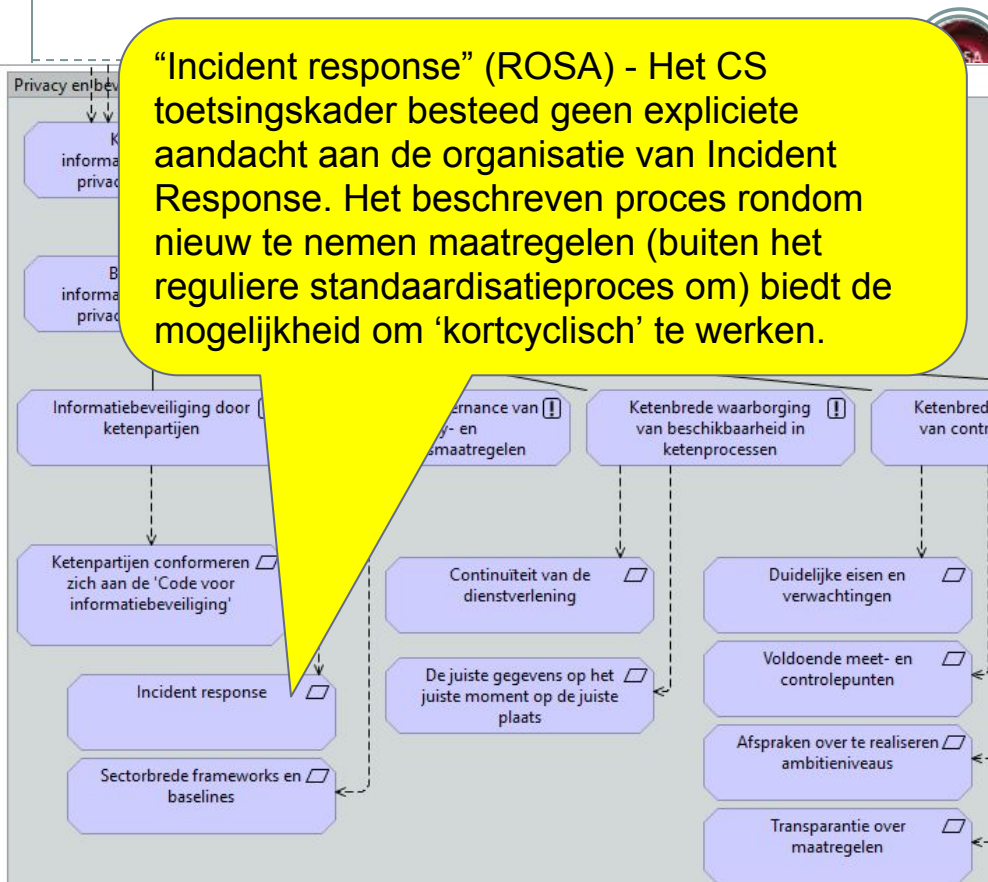 Privacy en bev
“Incident response” (ROSA) - Het CS
toetsingskader besteed geen expliciete
aandacht aan de organisatie van Incident
Response. Het beschreven proces rondom
nieuw te nemen maatregelen (buiten het
reguliere standaardisatieproces om) biedt de
mogelijkheid om ‘kortcyclisch’ te werken.
K
informa
privac
B
informa
privac
Informatiebeveiliging door
ketenpartijen
ernance van
y- en
smaatregelen
Ketenbrede waarborging
van beschikbaarheid in
ketenprocessen
Ketenbred
van contr
Ketenpartijen conformeren
zich aan de 'Code voor
informatiebeveiliging'
Continuïteit van de
dienstverlening
Duidelijke eisen en
verwachtingen
Incident response
De juiste gegevens op het
juiste moment op de juiste
plaats
Voldoende meet- en
controlepunten
Sectorbrede frameworks en
baselines
Afspraken over te realiseren
ambitieniveaus
Transparantie over
maatregelen